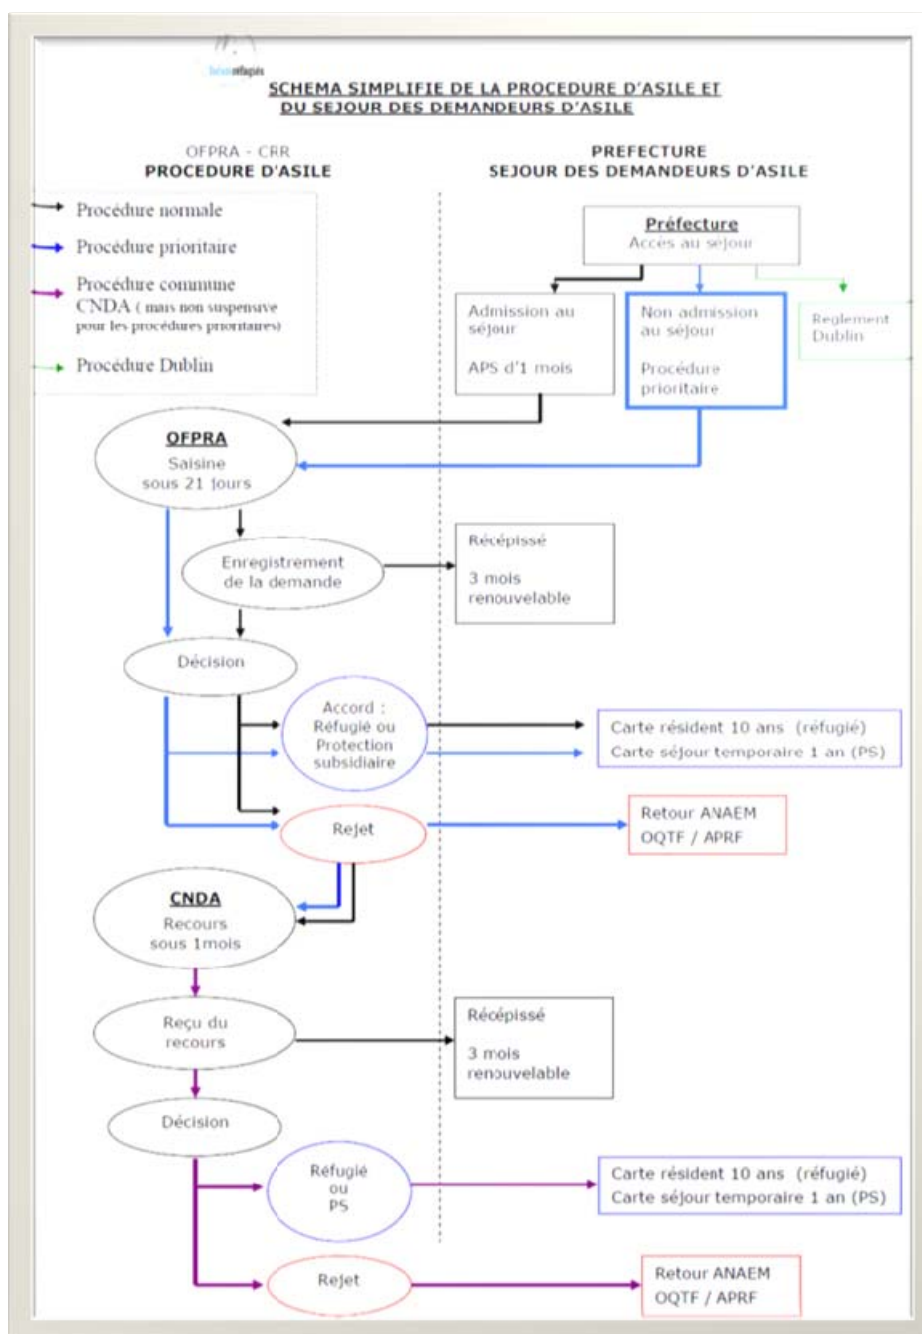 forumréfugiés
SCHEMA SIMPLIFIE DE LA PROCEDURE D'ASILE ET
DU SEJOUR DES DEMANDEURS D'ASILE
OFPRA - CRR
PROCEDURE D'ASILE
PREFECTURE
SEJOUR DES DEMANDEURS D'ASILE
Procédure normale
Procédure prioritaire
Procédure commune
CNDA ( mais non suspensive
pour les procédures prioritaires)
Procédure Dublin
Préfecture
Accès au séjour
Admission au
séjour
APS d'1 mois
Non admission
au séjour
Procédure
prioritaire
Reglement
Dublin
OFPRA
Saisine
sous 21 jours
Enregistrement
de la demande
Récépissé
3 mois
renouvelable
Décision
Accord :
Réfugié ou
Protection
subsidiaire
Carte résident 10 ans (réfugié)
Carte séjour temporaire 1 an (PS)
Rejet
Retour ANAEM
OQTF / APRF
CNDA
Recours
sous 1mois
Reçu du
recours
Récépissé
3 mois
renouvelable
Décision
Réfugié
ou
PS
Carte résident 10 ans (réfugié)
Carte séjour temporaire 1 an (PS)
Rejet
Retour ANAEM
OQTF / APRF